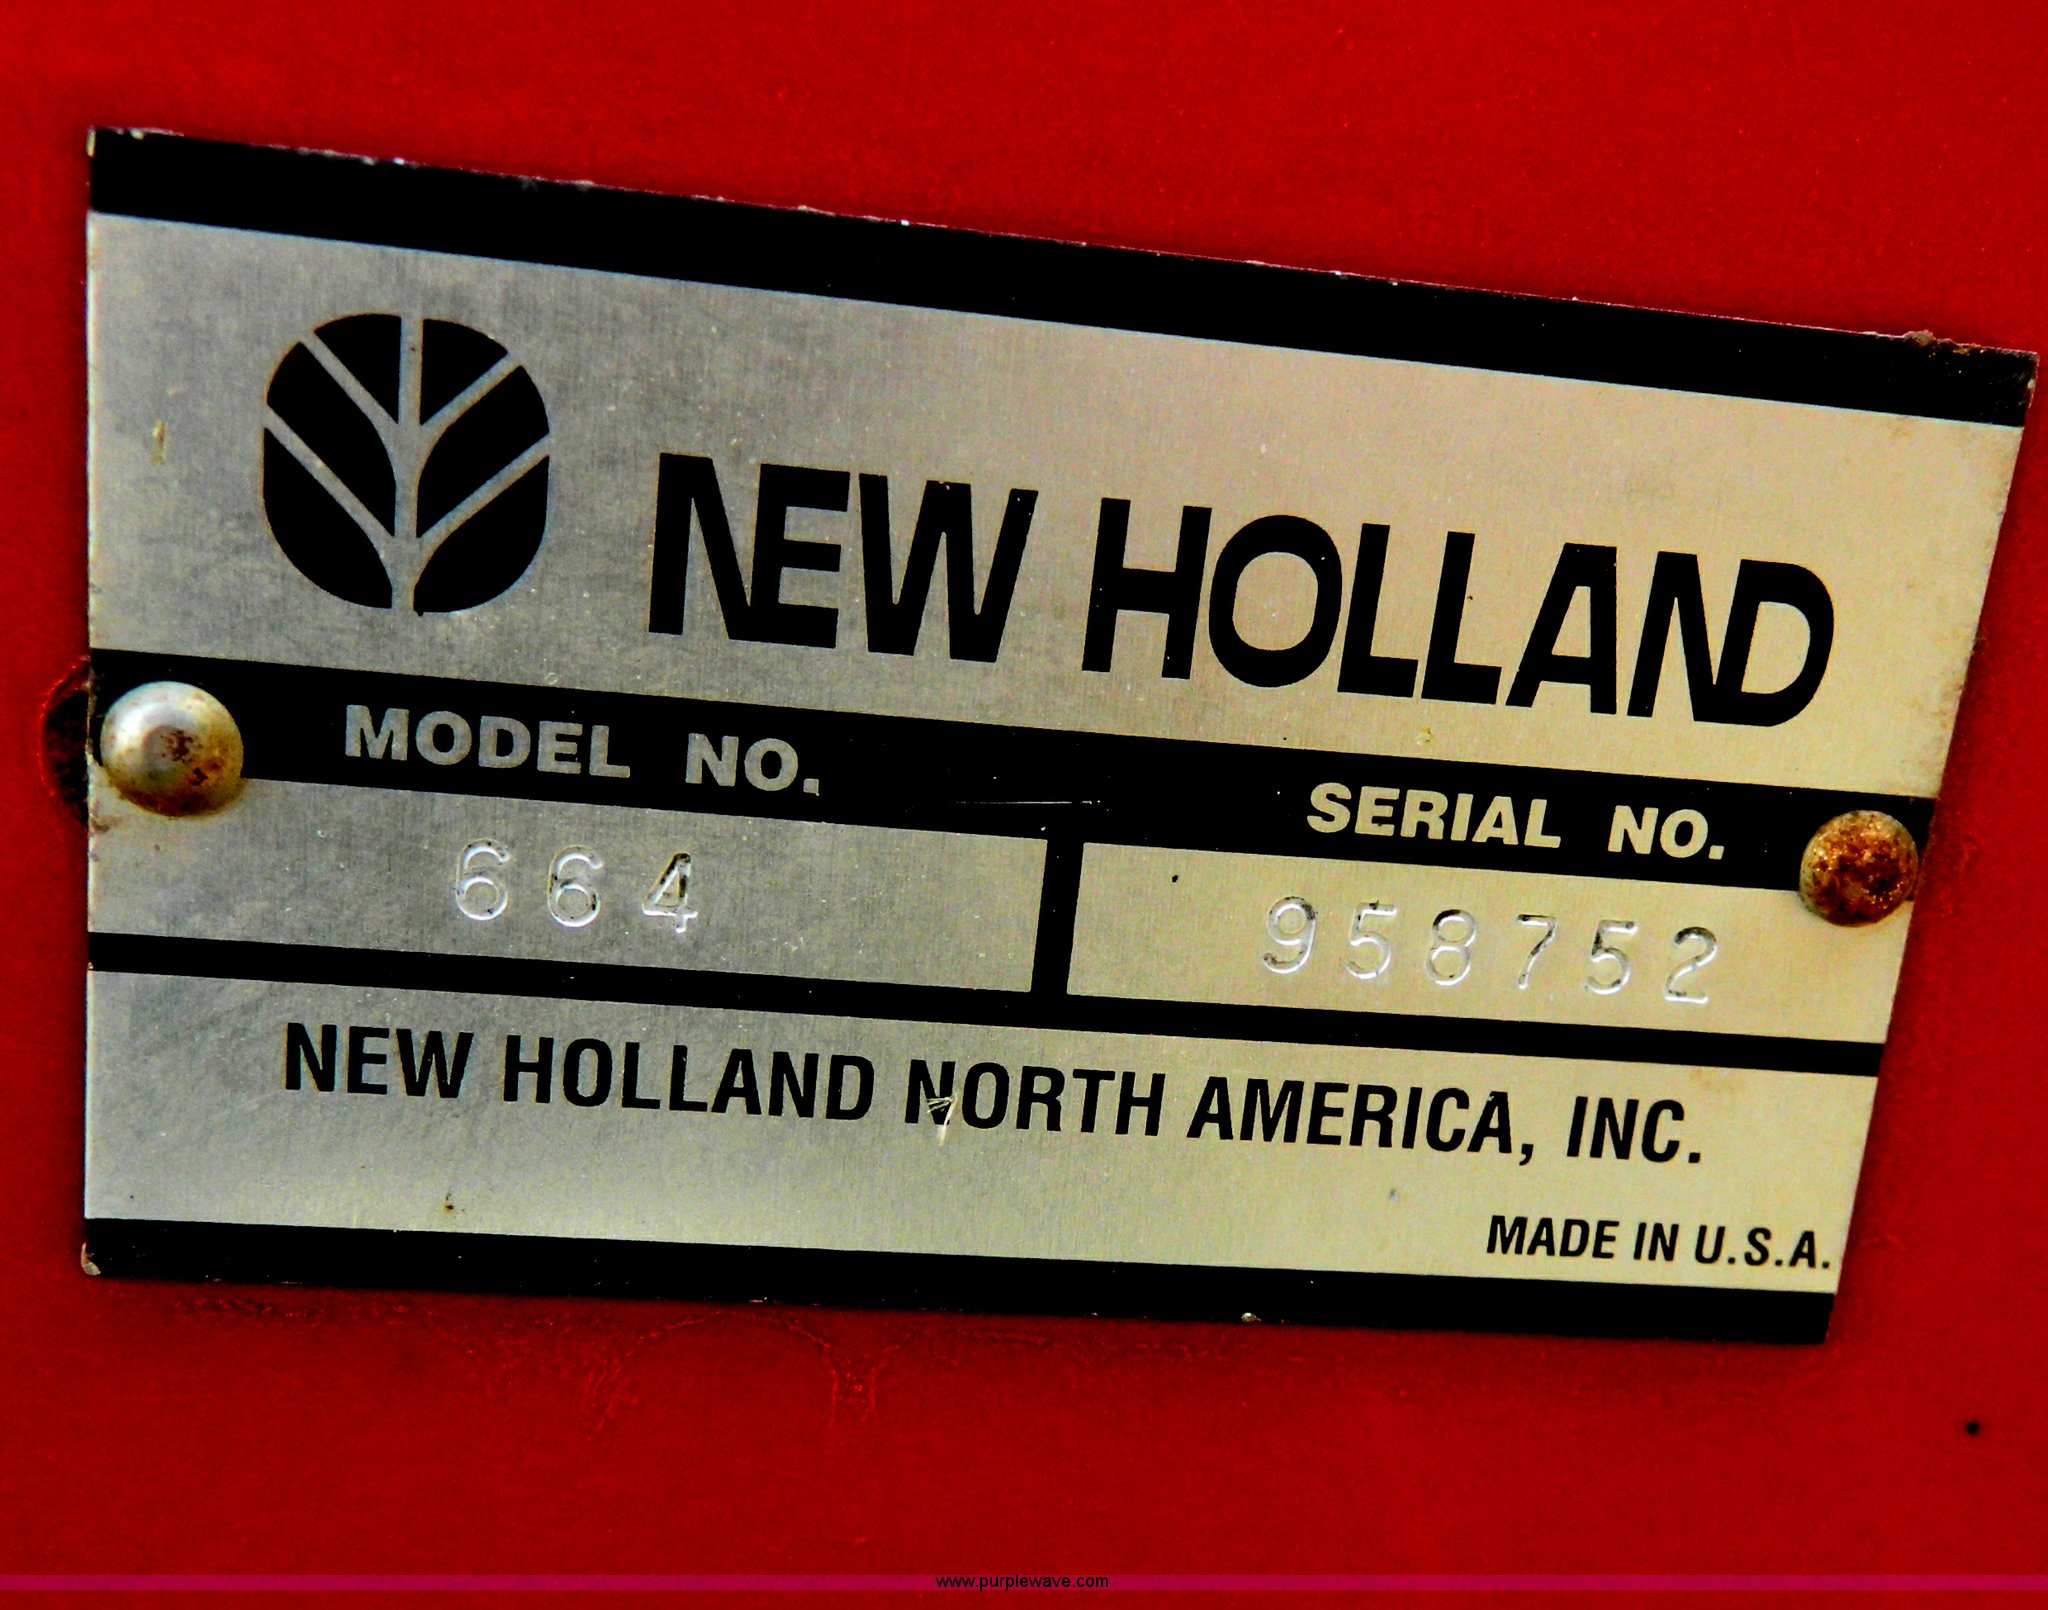 NEW HOLLAND
MODEL NO. SERIAL NO.
664 958752
NEW HOLLAND NORTH AMERICA, INC.
MADE IN U.S.A.
www.purplewave.com